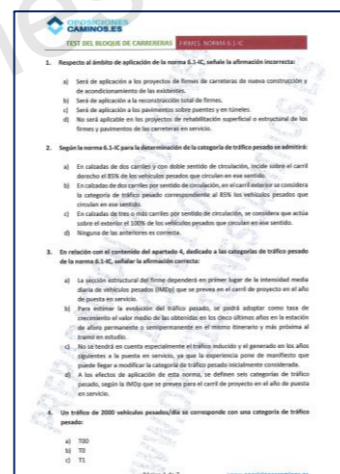 OPOSICIONES
CAMINOS.ES
TEST DEL BLOQUE DE CARRERERAS FIRMES. NORMA 6.1-IC
1. Respecto al ámbito de aplicación de la norma 6.1-IC, señale la afirmación incorrecta:
a) Será de aplicación a los proyectos de firmes de carreteras de nueva construcción y
de acondicionamiento de las existentes.
b) Será de aplicación a la reconstrucción total de firmes.
c) Será de aplicación a los pavimentos sobre puentes y en túneles.
d) No será aplicable en los proyectos de rehabilitación superficial o estructural de los
firmes y pavimentos de las carreteras en servicio.
2. Según la norma 6.1-IC para la determinación de la categoría de tráfico pesado se admitirá:
a) En calzadas de dos carriles y con doble sentido de circulación, incide sobre el carril
derecho el 85% de los vehículos pesados que circulan en ese sentido.
b) En calzadas de dos carriles por sentido de circulación, en el carril exterior se considera
la categoría de tráfico pesado correspondiente al 85% los vehículos pesados que
circulan en ese sentido.
c) En calzadas de tres o más carriles por sentido de circulación, se considera que actúa
sobre el exterior el 100% de los vehículos pesados que circulan en ese sentido.
d) Ninguna de las anteriores es correcta.
3. En relación con el contenido del apartado 4, dedicado a las categorías de tráfico pesado
de la norma 6.1-IC, señalar la afirmación correcta:
a) La sección estructural del firme dependerá en primer lugar de la intensidad media
diaria de vehículos pesados (IMDp) que se prevea en el carril de proyecto en el año
de puesta en servicio.
b) Para estimar la evolución del tráfico pesado, se podrá adoptar como tasa de
crecimiento el valor medio de las obtenidas en los cinco últimos años en la estación
de aforo permanente o semipermanente en el mismo itinerario y más próxima al
tramo en estudio.
c) No se tendrá en cuenta especialmente el tráfico inducido y el generado en los años
siguientes a la puesta en servicio, ya que la experiencia pone de manifiesto que
puede llegar a modificar la categoría de tráfico pesado inicialmente considerada.
d) A los efectos de aplicación de esta norma, se definen seis categorías de tráfico
pesado, según la IMDp que se prevea para el carril de proyecto en el año de puesta
en servicio.
4. Un tráfico de 2000 vehículos pesados/día se corresponde con una categoría de tráfico
pesado:
a) T00
b) T0
c) T1